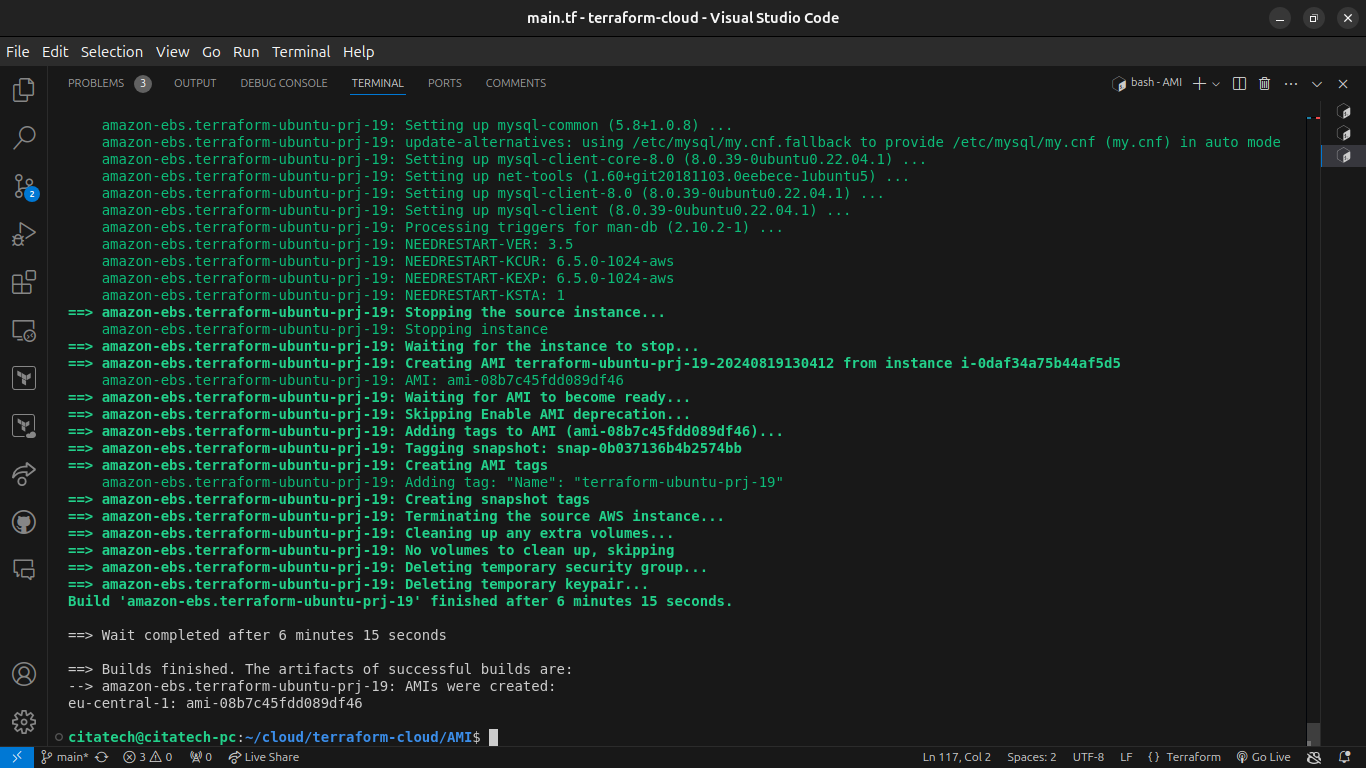 main.tf - terraform-cloud - Visual Studio Code
File Edit Selection View Go Run Terminal Help
PROBLEMS 3 OUTPUT DEBUG CONSOLE TERMINAL PORTS COMMENTS bash - AMI
amazon-ebs.terraform-ubuntu-prj-19: Setting up mysql-common (5.8+1.0.8) ...
amazon-ebs.terraform-ubuntu-prj-19: update-alternatives: using /etc/mysql/my.cnf.fallback to provide /etc/mysql/my.cnf (my.cnf) in auto mode
amazon-ebs.terraform-ubuntu-prj-19: Setting up mysql-client-core-8.0 (8.0.39-0ubuntu0.22.04.1) ...
amazon-ebs.terraform-ubuntu-prj-19: Setting up net-tools (1.60+git20181103.0eebece-1ubuntu5) ...
amazon-ebs.terraform-ubuntu-prj-19: Setting up mysql-client-8.0 (8.0.39-0ubuntu0.22.04.1) ...
amazon-ebs.terraform-ubuntu-prj-19: Setting up mysql-client (8.0.39-0ubuntu0.22.04.1) ...
amazon-ebs.terraform-ubuntu-prj-19: Processing triggers for man-db (2.10.2-1) ...
amazon-ebs.terraform-ubuntu-prj-19: NEEDRESTART-VER: 3.5
amazon-ebs.terraform-ubuntu-prj-19: NEEDRESTART-KCUR: 6.5.0-1024-aws
amazon-ebs.terraform-ubuntu-prj-19: NEEDRESTART-KEXP: 6.5.0-1024-aws
amazon-ebs.terraform-ubuntu-prj-19: NEEDRESTART-KSTA: 1
==> amazon-ebs.terraform-ubuntu-prj-19: Stopping the source instance...
amazon-ebs.terraform-ubuntu-prj-19: Stopping instance
==> amazon-ebs.terraform-ubuntu-prj-19: Waiting for the instance to stop...
==> amazon-ebs.terraform-ubuntu-prj-19: Creating AMI terraform-ubuntu-prj-19-20240819130412 from instance i-0daf34a75b44af5d5
amazon-ebs.terraform-ubuntu-prj-19: AMI: ami-08b7c45fdd089df46
==> amazon-ebs.terraform-ubuntu-prj-19: Waiting for AMI to become ready...
==> amazon-ebs.terraform-ubuntu-prj-19: Skipping Enable AMI deprecation...
==> amazon-ebs.terraform-ubuntu-prj-19: Adding tags to AMI (ami-08b7c45fdd089df46)...
==> amazon-ebs.terraform-ubuntu-prj-19: Tagging snapshot: snap-0b037136b4b2574bb
==> amazon-ebs.terraform-ubuntu-prj-19: Creating AMI tags
amazon-ebs.terraform-ubuntu-prj-19: Adding tag: "Name": "terraform-ubuntu-prj-19"
==> amazon-ebs.terraform-ubuntu-prj-19: Creating snapshot tags
==> amazon-ebs.terraform-ubuntu-prj-19: Terminating the source AWS instance...
==> amazon-ebs.terraform-ubuntu-prj-19: Cleaning up any extra volumes...
==> amazon-ebs.terraform-ubuntu-prj-19: No volumes to clean up, skipping
==> amazon-ebs.terraform-ubuntu-prj-19: Deleting temporary security group...
==> amazon-ebs.terraform-ubuntu-prj-19: Deleting temporary keypair...
Build 'amazon-ebs.terraform-ubuntu-prj-19' finished after 6 minutes 15 seconds.
==> Wait completed after 6 minutes 15 seconds
==> Builds finished. The artifacts of successful builds are:
--> amazon-ebs.terraform-ubuntu-prj-19: AMIs were created:
eu-central-1: ami-08b7c45fdd089df46
citatech@citatech-pc:~/cloud/terraform-cloud/AMI$
2
main* 3 0 0 Live Share Ln 117, Col 2 Spaces: 2 UTF-8 LF {} Terraform Go Live